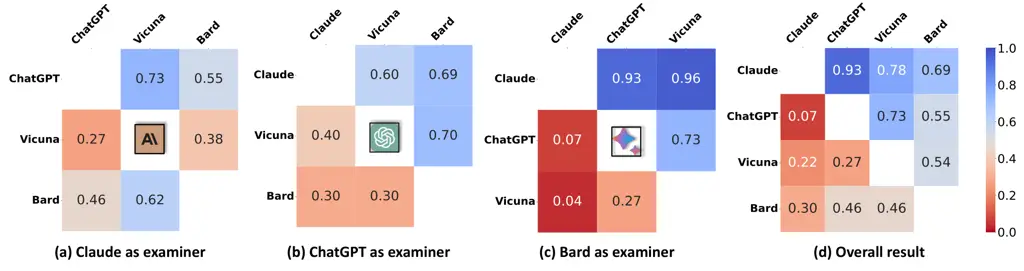 ChatGPT Vicuna Bard
ChatGPT 0.73 0.55
Vicuna 0.27 A\ 0.38
Bard 0.46 0.62
(a) Claude as examiner
Claude ChatGPT Vicuna Bard
Claude 0.60 0.69
Vicuna 0.40 0.70
Bard 0.30 0.30
(b) ChatGPT as examiner
Claude ChatGPT Vicuna
Claude 0.93 0.96
ChatGPT 0.07 0.73
Vicuna 0.04 0.27
(c) Bard as examiner
Claude ChatGPT Vicuna Bard
Claude 0.93 0.78 0.69
ChatGPT 0.07 0.73 0.55
Vicuna 0.22 0.27 0.54
Bard 0.30 0.46 0.46
(d) Overall result
1.0
0.8
0.6
0.4
0.2
0.0